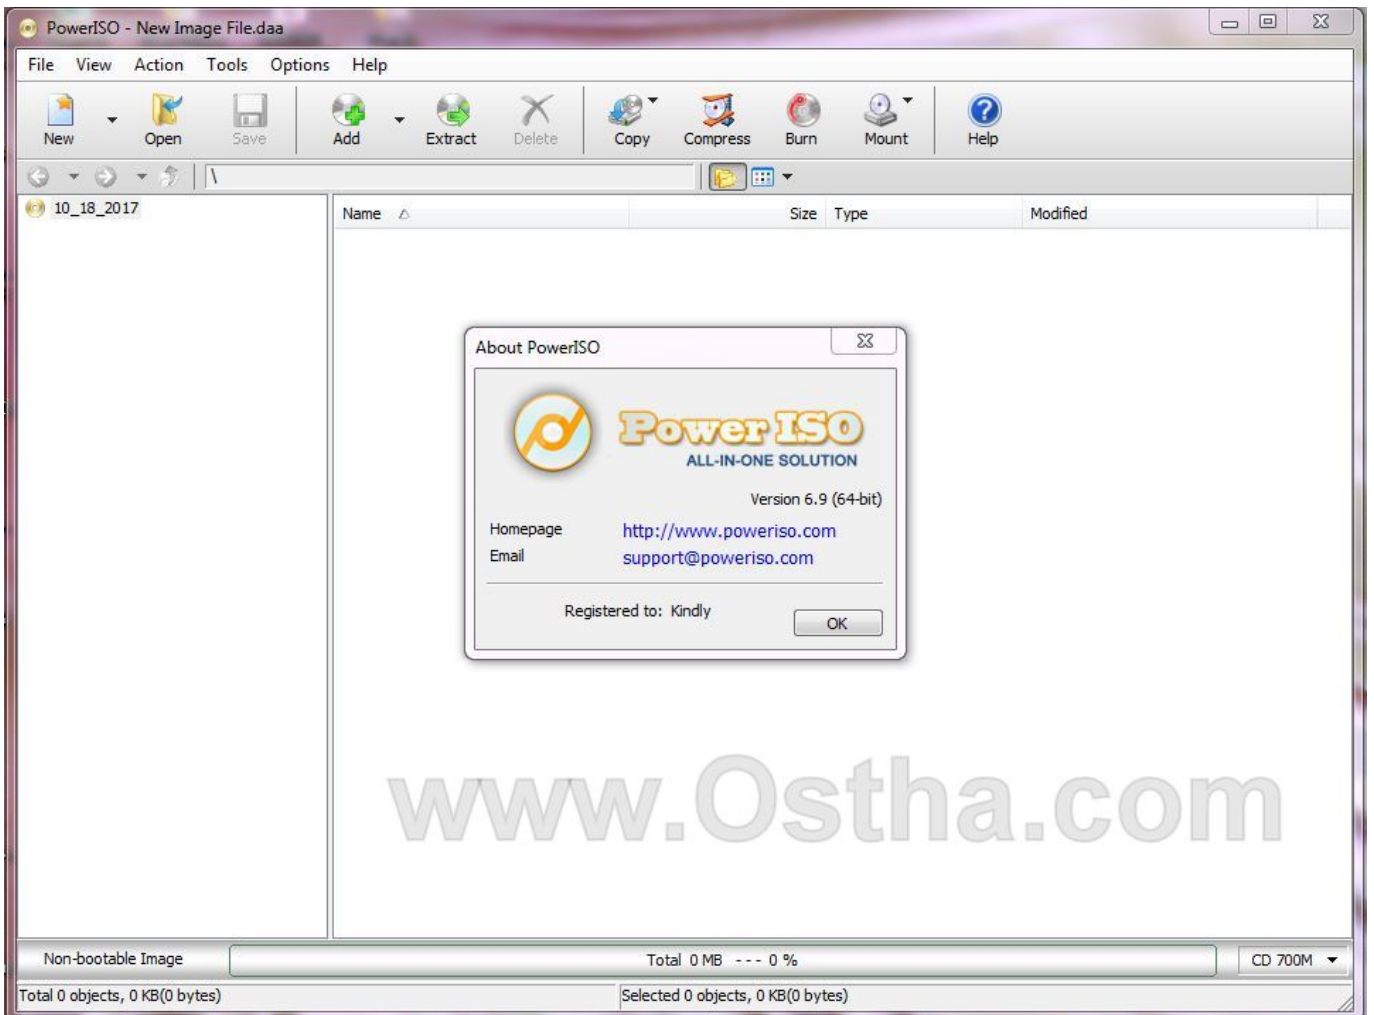 PowerISO - New Image File.daa
File View Action Tools Options Help
New Open Save Add Extract Delete Copy Compress Burn Mount Help
\
10_18_2017
Name Size Type Modified
About PowerISO
Power ISO
ALL-IN-ONE SOLUTION
Version 6.9 (64-bit)
Homepage http://www.poweriso.com
Email support@poweriso.com
Registered to: Kindly
OK
www.Ostha.com
Non-bootable Image Total 0 MB --- 0 % CD 700M
Total 0 objects, 0 KB(0 bytes) Selected 0 objects, 0 KB(0 bytes)